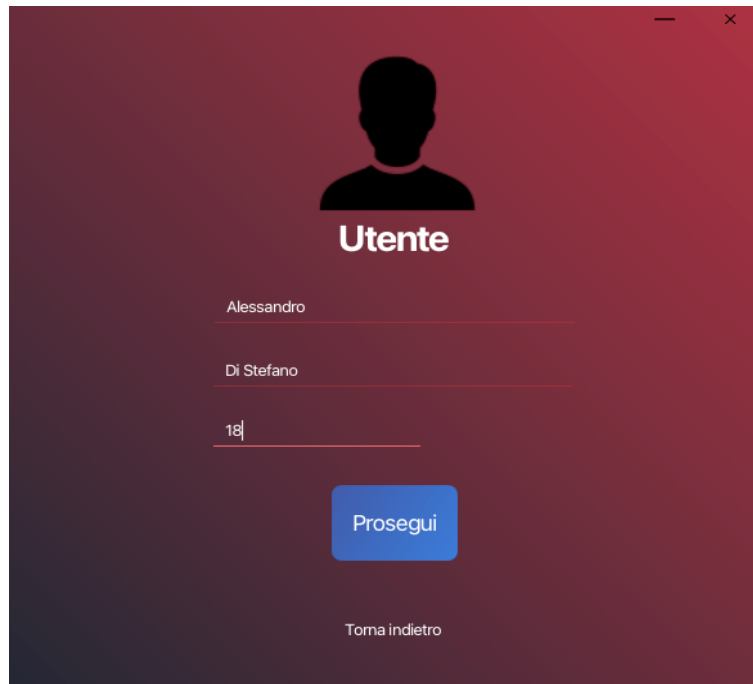 Utente
Alessandro
Di Stefano
18
Prosegui
Torna indietro